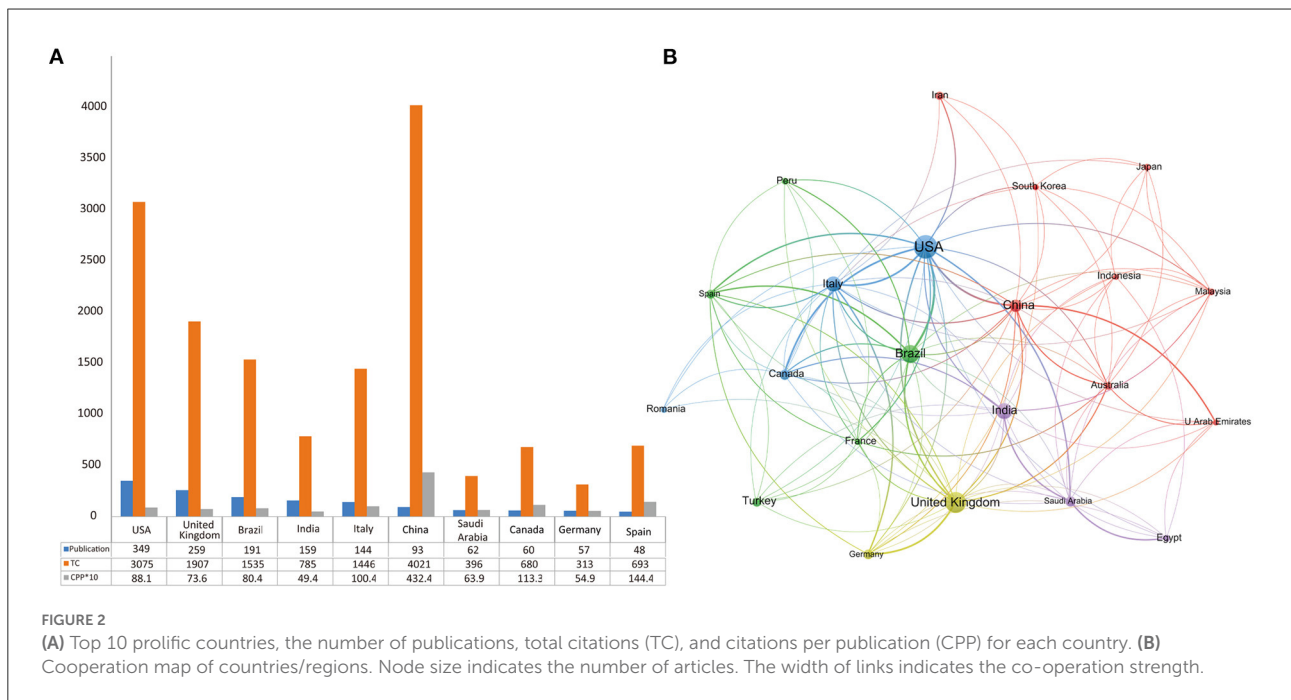 A
4000
3500
3000
2500
2000
1500
1000
500
0
USA United Kingdom Brazil India Italy China Saudi Arabia Canada Germany Spain
Publication 349 259 191 159 144 93 62 60 57 48
TC 3075 1907 1535 785 1446 4021 396 680 313 693
CPP*10 88.1 73.6 80.4 49.4 100.4 432.4 63.9 113.3 54.9 144.4
B
Iran
Japan
Peru
South Korea
USA
Indonesia
Italy
Malaysia
Spain
China
Brazil
Canada
Australia
Romania
India
U Arab Emirates
France
Turkey
United Kingdom
Saudi Arabia
Egypt
Germany
FIGURE 2
(A) Top 10 prolific countries, the number of publications, total citations (TC), and citations per publication (CPP) for each country. (B)
Cooperation map of countries/regions. Node size indicates the number of articles. The width of links indicates the co-operation strength.